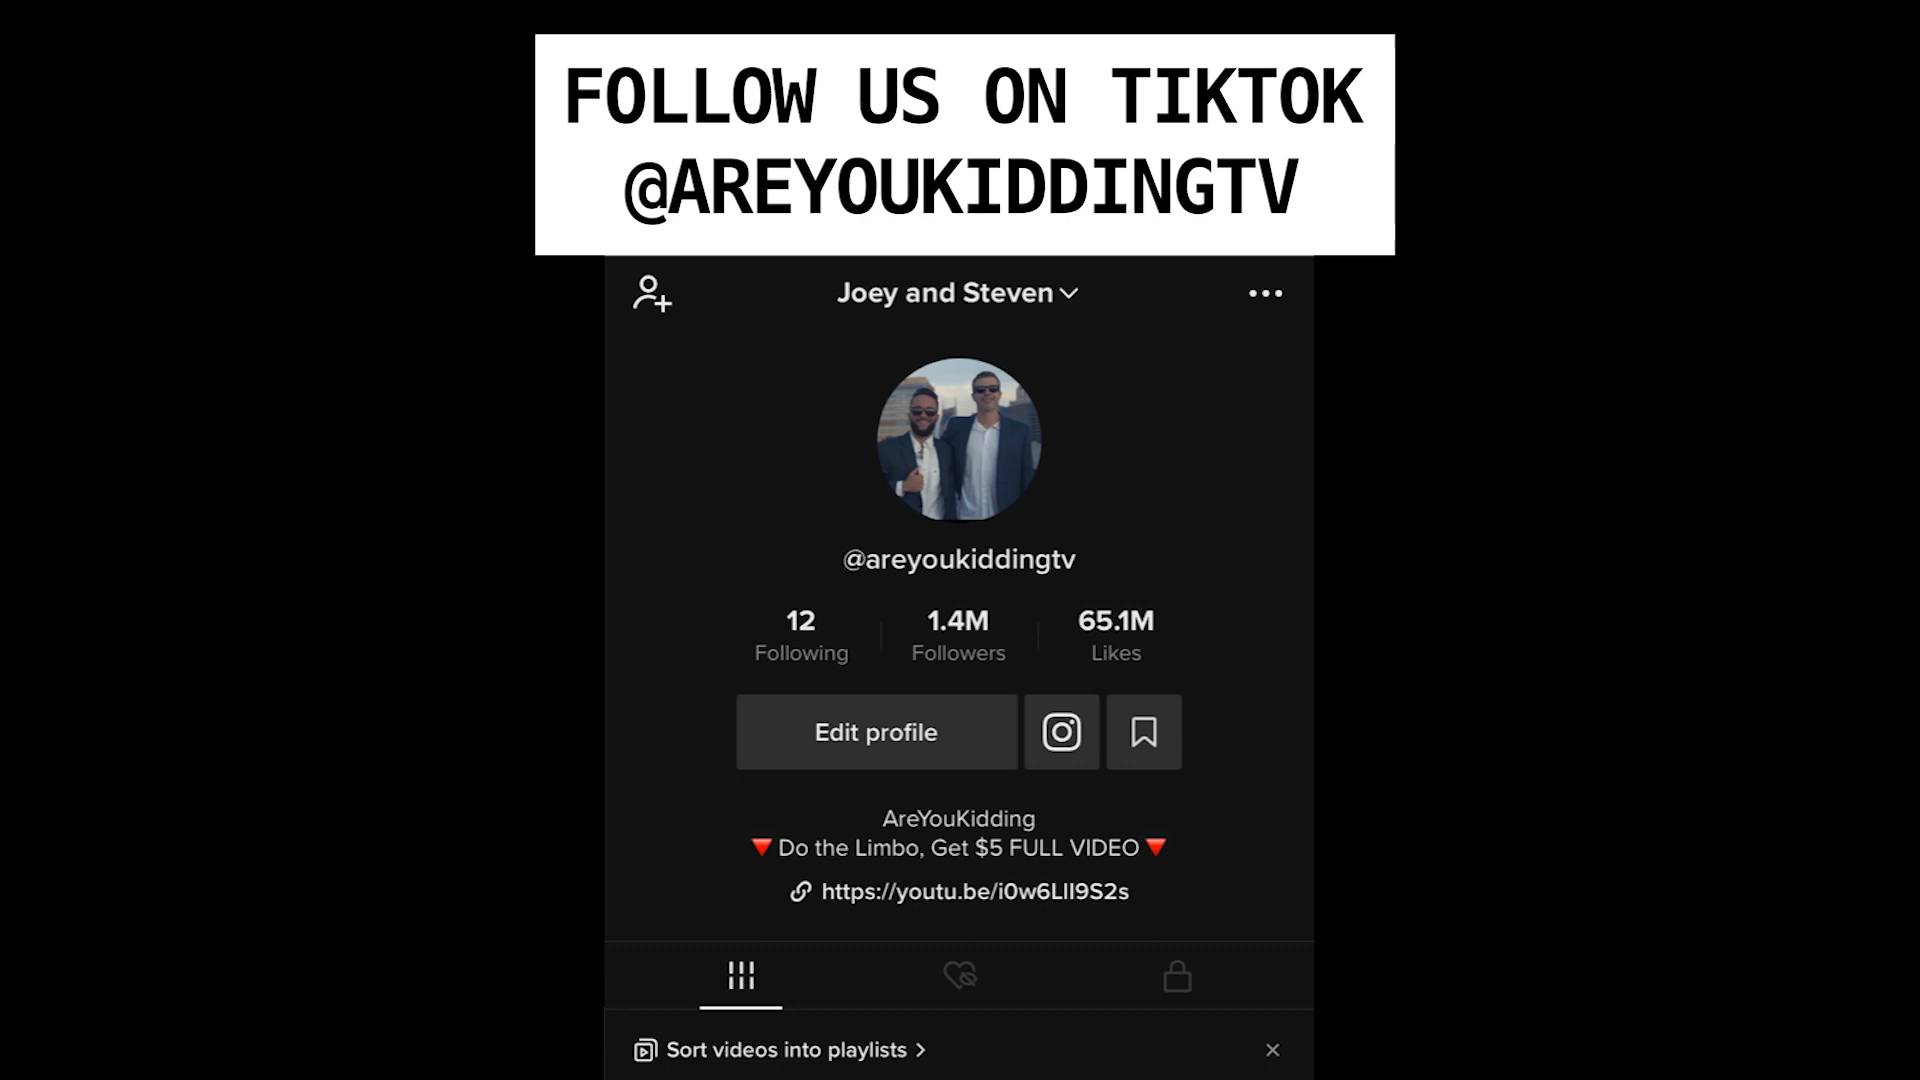 FOLLOW US ON TIKTOK
@AREYOUKIDDINGTV
Joey and Steven
@areyoukiddingtv
12 1.4M 65.1M
Following Followers Likes
Edit profile
AreYouKidding
🔻Do the Limbo, Get $5 FULL VIDEO🔻
https://youtu.be/i0w6LII9S2s
Sort videos into playlists >